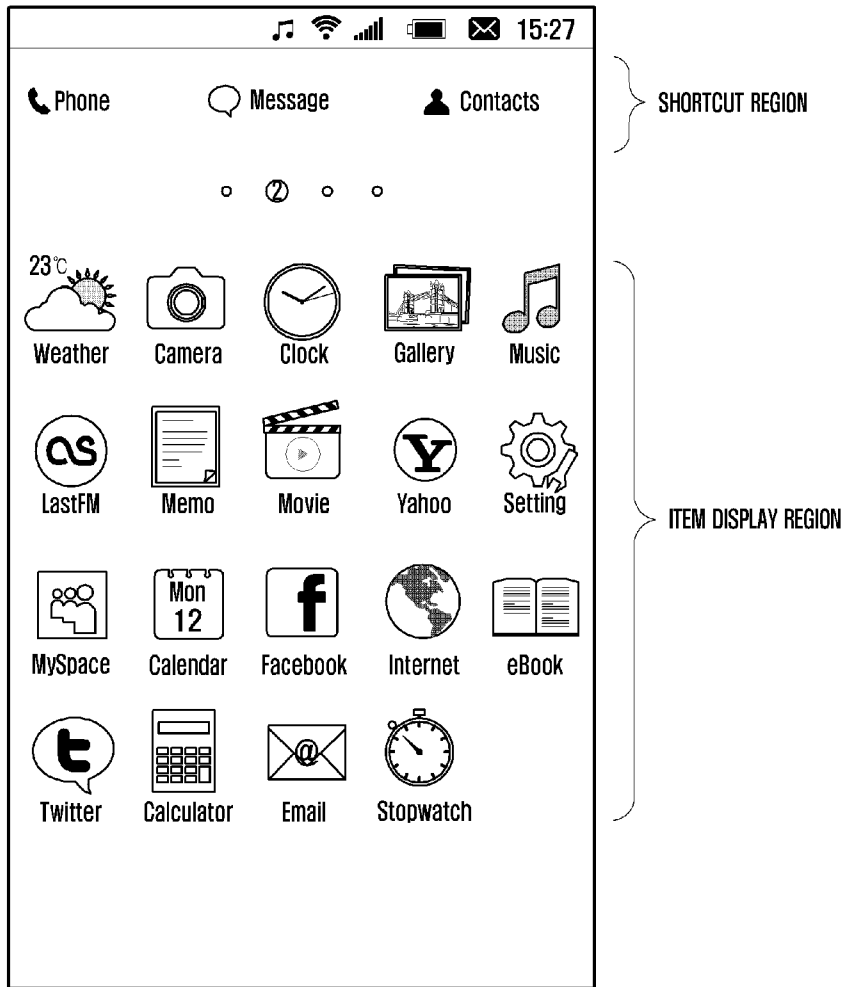 15:27
Phone Message Contacts
SHORTCUT REGION
2
23°C
Weather Camera Clock Gallery Music
LastFM Memo Movie Yahoo Setting
ITEM DISPLAY REGION
Mon
12
MySpace Calendar Facebook Internet eBook
Twitter Calculator Email Stopwatch